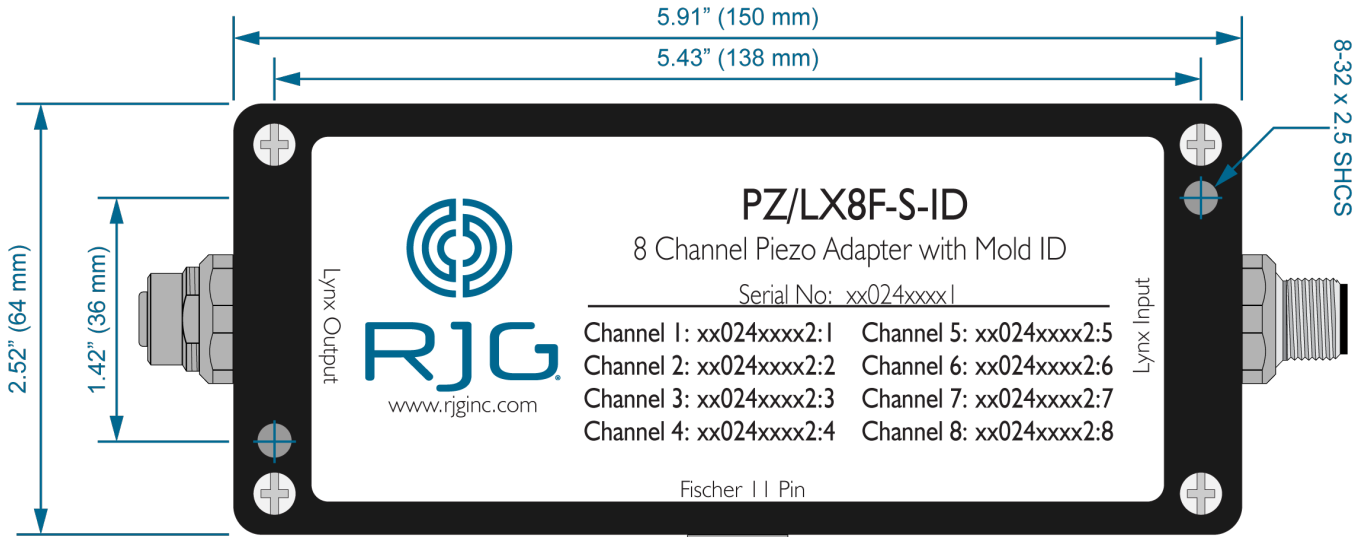 5.91” (150 mm)
5.43” (138 mm)
8-32 x 2.5 SHCS
2.52” (64 mm)
1.42” (36 mm)
Lynx Output
RJG®
www.rjginc.com
PZ/LX8F-S-ID
8 Channel Piezo Adapter with Mold ID
Serial No: xx024xxxx1
Channel 1: xx024xxxx2:1 Channel 5: xx024xxxx2:5
Channel 2: xx024xxxx2:2 Channel 6: xx024xxxx2:6
Channel 3: xx024xxxx2:3 Channel 7: xx024xxxx2:7
Channel 4: xx024xxxx2:4 Channel 8: xx024xxxx2:8
Lynx Input
Fischer 11 Pin